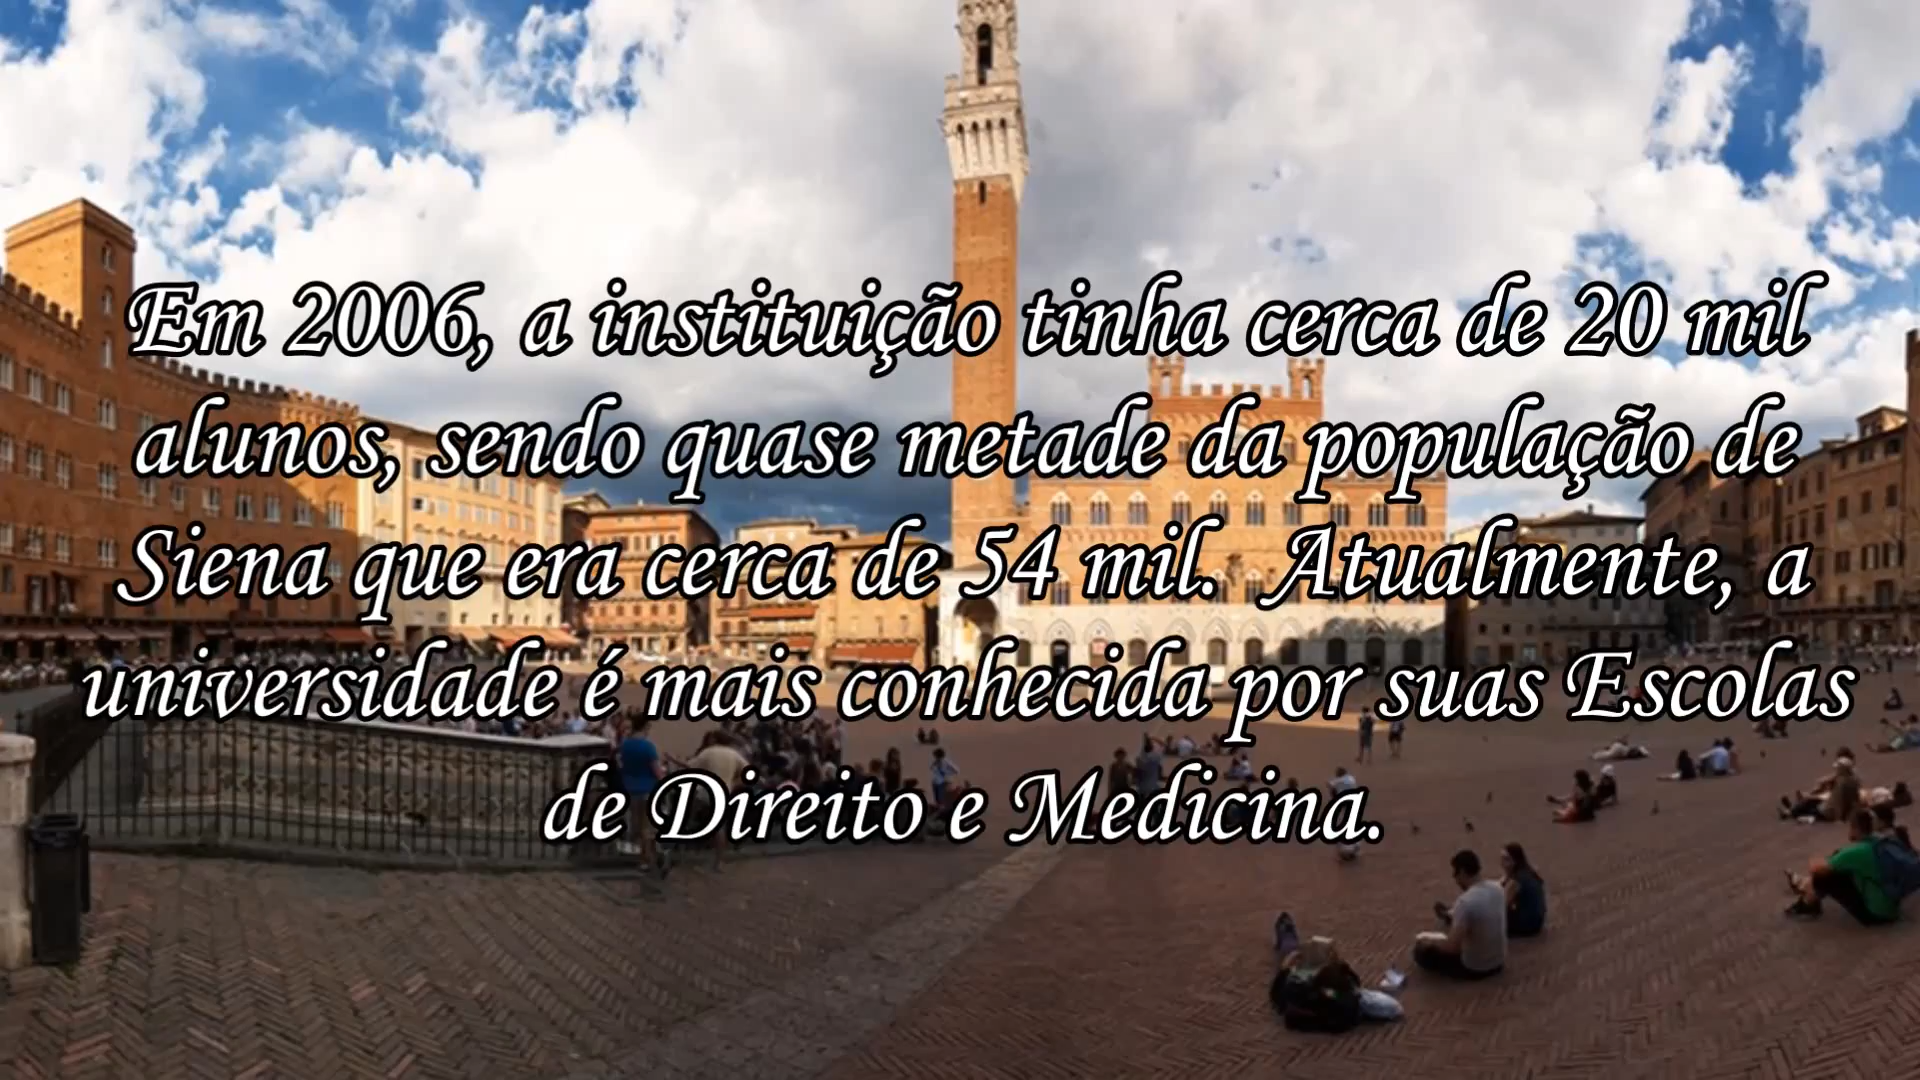 Em 2006, a instituição tinha cerca de 20 mil
alunos, sendo quase metade da população de
Siena que era cerca de 54 mil. Atualmente, a
universidade é mais conhecida por suas Escolas
de Direito e Medicina.